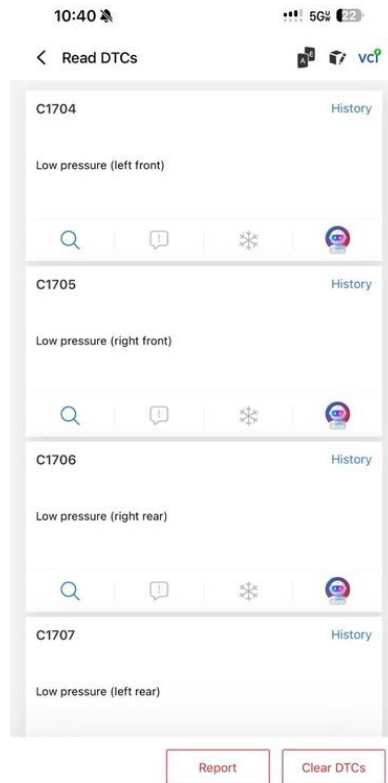 10:40
5G
22
Read DTCs
A B
VCI
C1704 History
Low pressure (left front)
C1705 History
Low pressure (right front)
C1706 History
Low pressure (right rear)
C1707 History
Low pressure (left rear)
Report
Clear DTCs